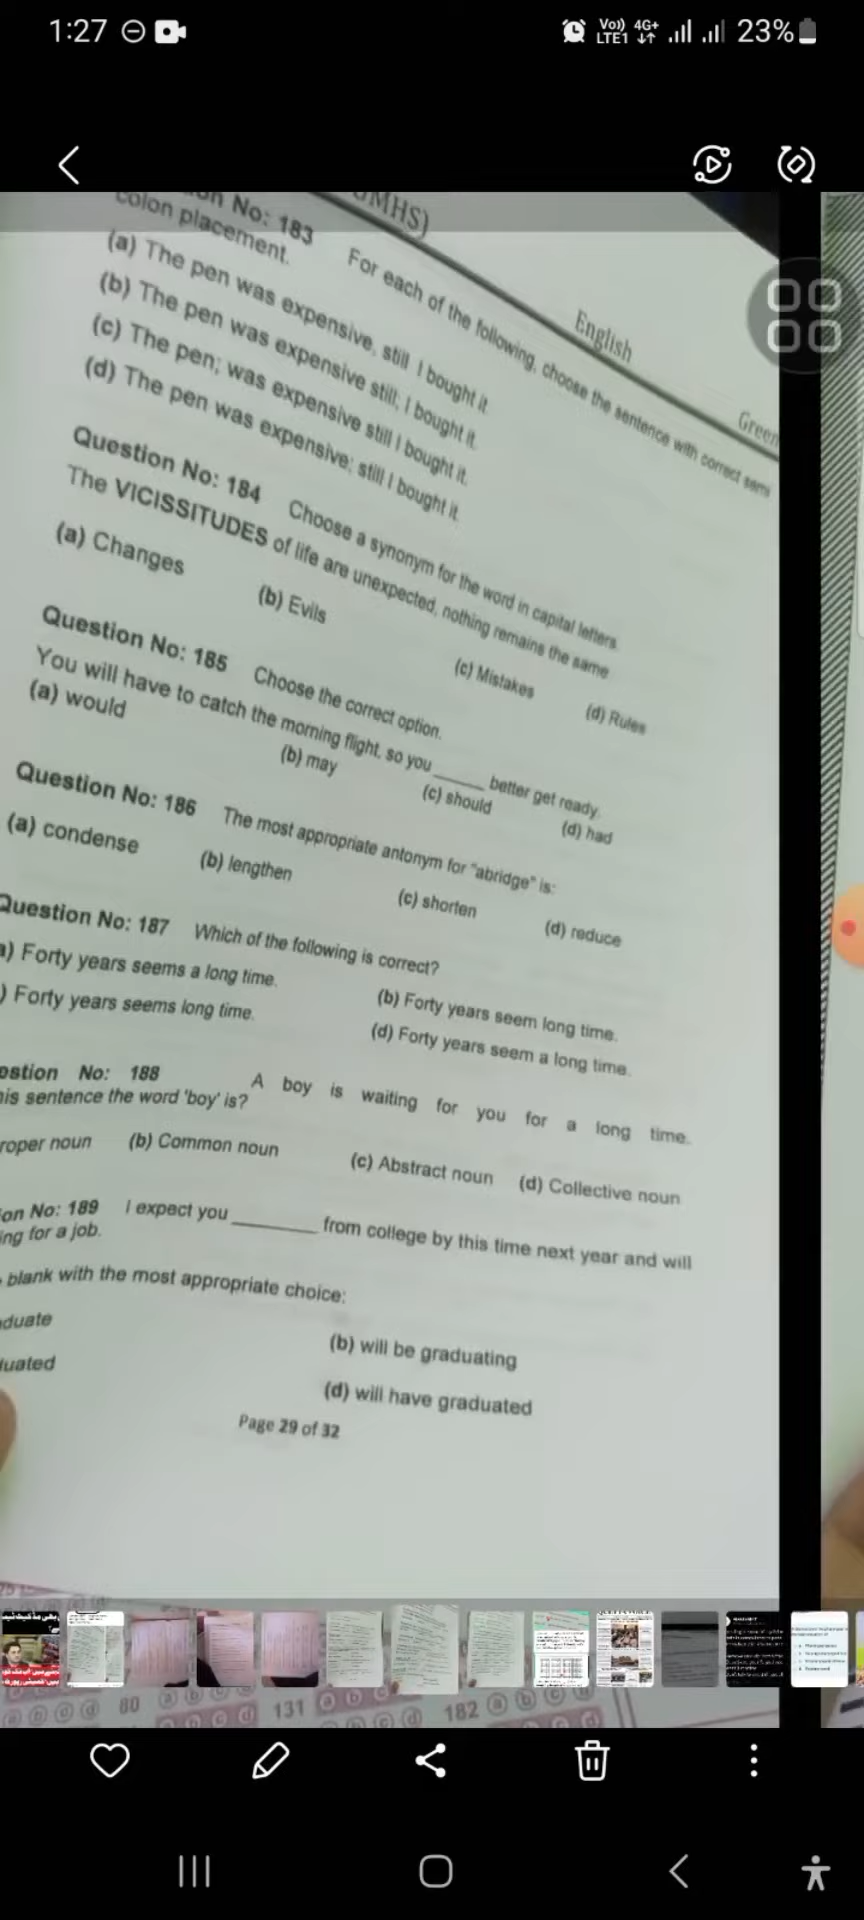 1:27
Vo)) LTE1 4G+ 23%
UMHS) English Green
on No: 183 For each of the following, choose the sentence with correct semi
colon placement.
(a) The pen was expensive, still I bought it.
(b) The pen was expensive still; I bought it.
(c) The pen; was expensive still I bought it.
(d) The pen was expensive; still I bought it.
Question No: 184 Choose a synonym for the word in capital letters.
The VICISSITUDES of life are unexpected, nothing remains the same
(a) Changes (b) Evils (c) Mistakes (d) Rules
Question No: 185 Choose the correct option.
You will have to catch the morning flight, so you ______ better get ready.
(a) would (b) may (c) should (d) had
Question No: 186 The most appropriate antonym for "abridge" is:
(a) condense (b) lengthen (c) shorten (d) reduce
Question No: 187 Which of the following is correct?
a) Forty years seems a long time. (b) Forty years seem long time.
) Forty years seems long time. (d) Forty years seem a long time.
estion No: 188 A boy is waiting for you for a long time.
his sentence the word 'boy' is?
roper noun (b) Common noun (c) Abstract noun (d) Collective noun
on No: 189 I expect you ________ from college by this time next year and will
ing for a job.
blank with the most appropriate choice:
aduate (b) will be graduating
duated (d) will have graduated
Page 29 of 32
80 131 182